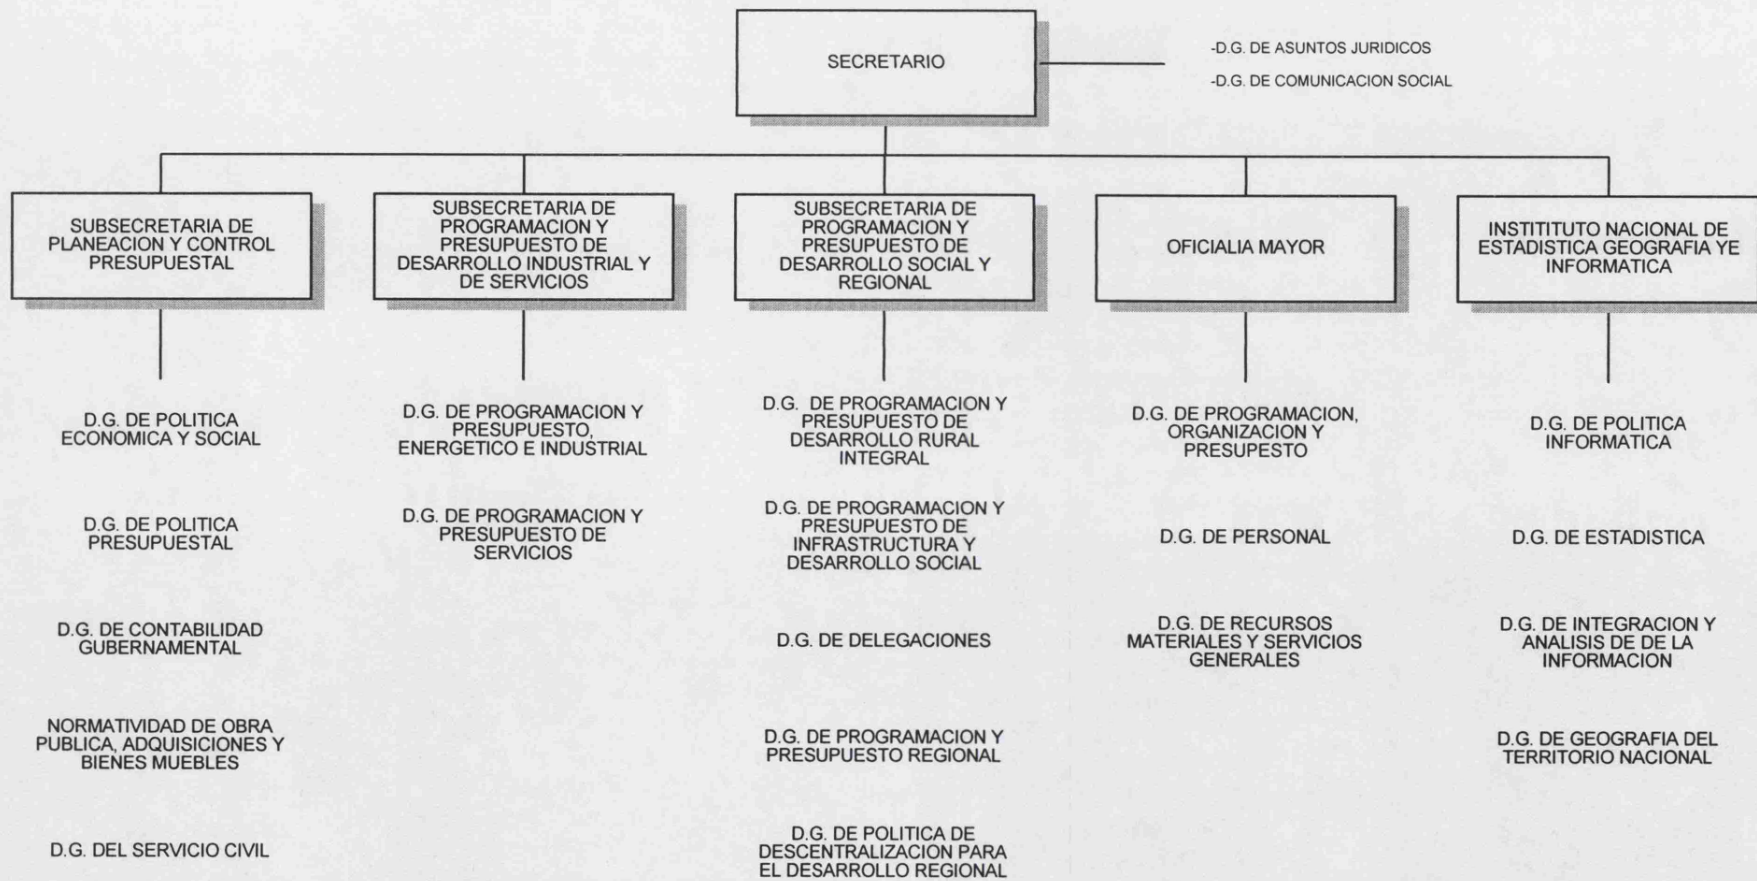 SECRETARIO
-D.G. DE ASUNTOS JURIDICOS
-D.G. DE COMUNICACION SOCIAL
SUBSECRETARIA DE
PLANEACION Y CONTROL
PRESUPUESTAL
SUBSECRETARIA DE
PROGRAMACION Y
PRESUPUESTO DE
DESARROLLO INDUSTRIAL Y
DE SERVICIOS
SUBSECRETARIA DE
PROGRAMACION Y
PRESUPUESTO DE
DESARROLLO SOCIAL Y
REGIONAL
OFICIALIA MAYOR
INSTITITUTO NACIONAL DE
ESTADISTICA GEOGRAFIA YE
INFORMATICA
D.G. DE POLITICA
ECONOMICA Y SOCIAL
D.G. DE POLITICA
PRESUPUESTAL
D.G. DE CONTABILIDAD
GUBERNAMENTAL
NORMATIVIDAD DE OBRA
PUBLICA, ADQUISICIONES Y
BIENES MUEBLES
D.G. DEL SERVICIO CIVIL
D.G. DE PROGRAMACION Y
PRESUPUESTO,
ENERGETICO E INDUSTRIAL
D.G. DE PROGRAMACION Y
PRESUPUESTO DE
SERVICIOS
D.G. DE PROGRAMACION Y
PRESUPUESTO DE
DESARROLLO RURAL
INTEGRAL
D.G. DE PROGRAMACION Y
PRESUPUESTO DE
INFRASTRUCTURA Y
DESARROLLO SOCIAL
D.G. DE DELEGACIONES
D.G. DE PROGRAMACION Y
PRESUPUESTO REGIONAL
D.G. DE POLITICA DE
DESCENTRALIZACION PARA
EL DESARROLLO REGIONAL
D.G. DE PROGRAMACION,
ORGANIZACION Y
PRESUPESTO
D.G. DE PERSONAL
D.G. DE RECURSOS
MATERIALES Y SERVICIOS
GENERALES
D.G. DE POLITICA
INFORMATICA
D.G. DE ESTADISTICA
D.G. DE INTEGRACION Y
ANALISIS DE DE LA
INFORMACION
D.G. DE GEOGRAFIA DEL
TERRITORIO NACIONAL